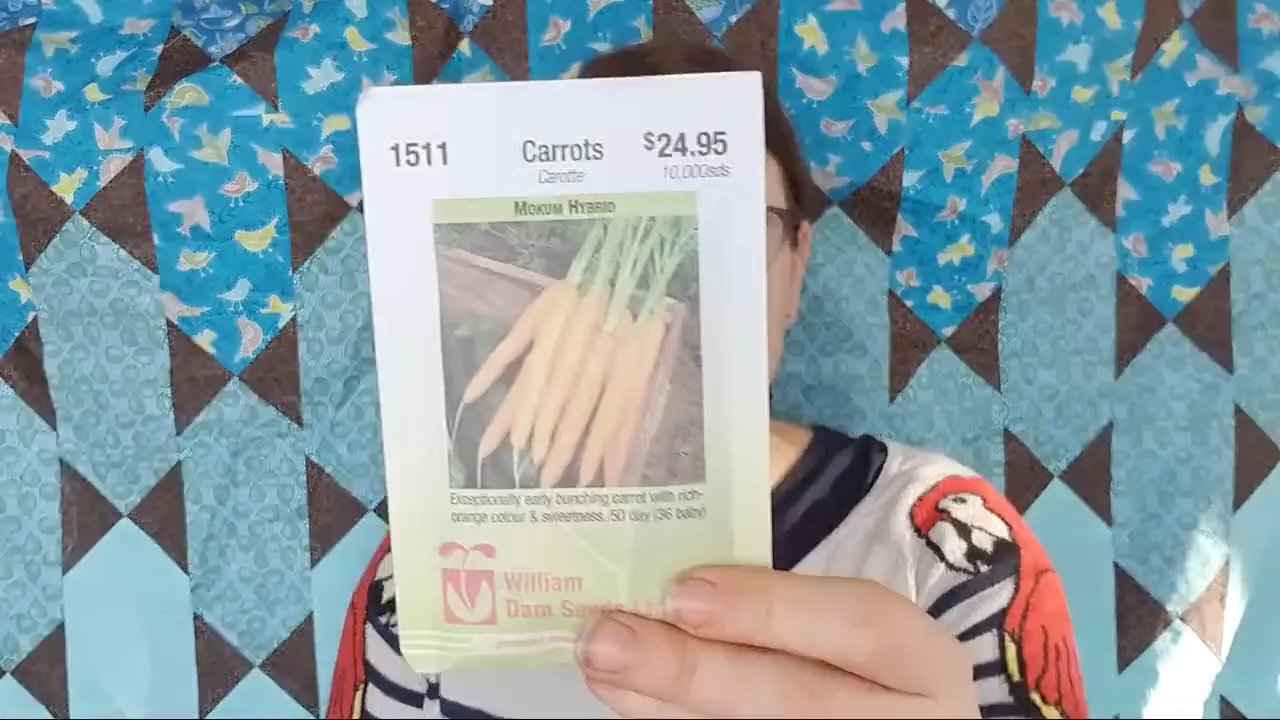 1511 Carrots $24.95
Carotte 10,000sds
Mokum Hybrid
Exceptionally early bunching carrot with rich-
orange colour & sweetness. 50 day (36 baby)
William
Dam Seeds